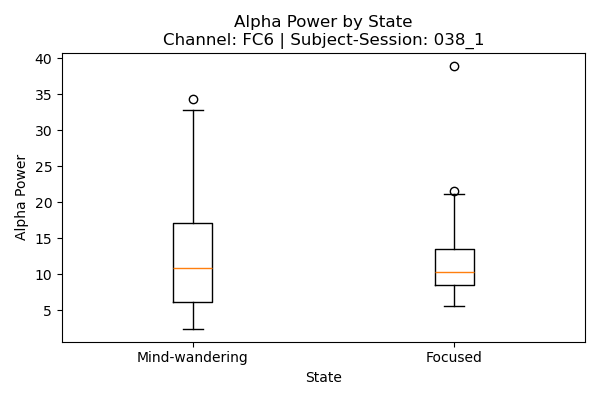 Alpha Power by State
Channel: FC6 | Subject-Session: 038_1
Alpha Power
40
35
30
25
20
15
10
5
Mind-wandering
Focused
State